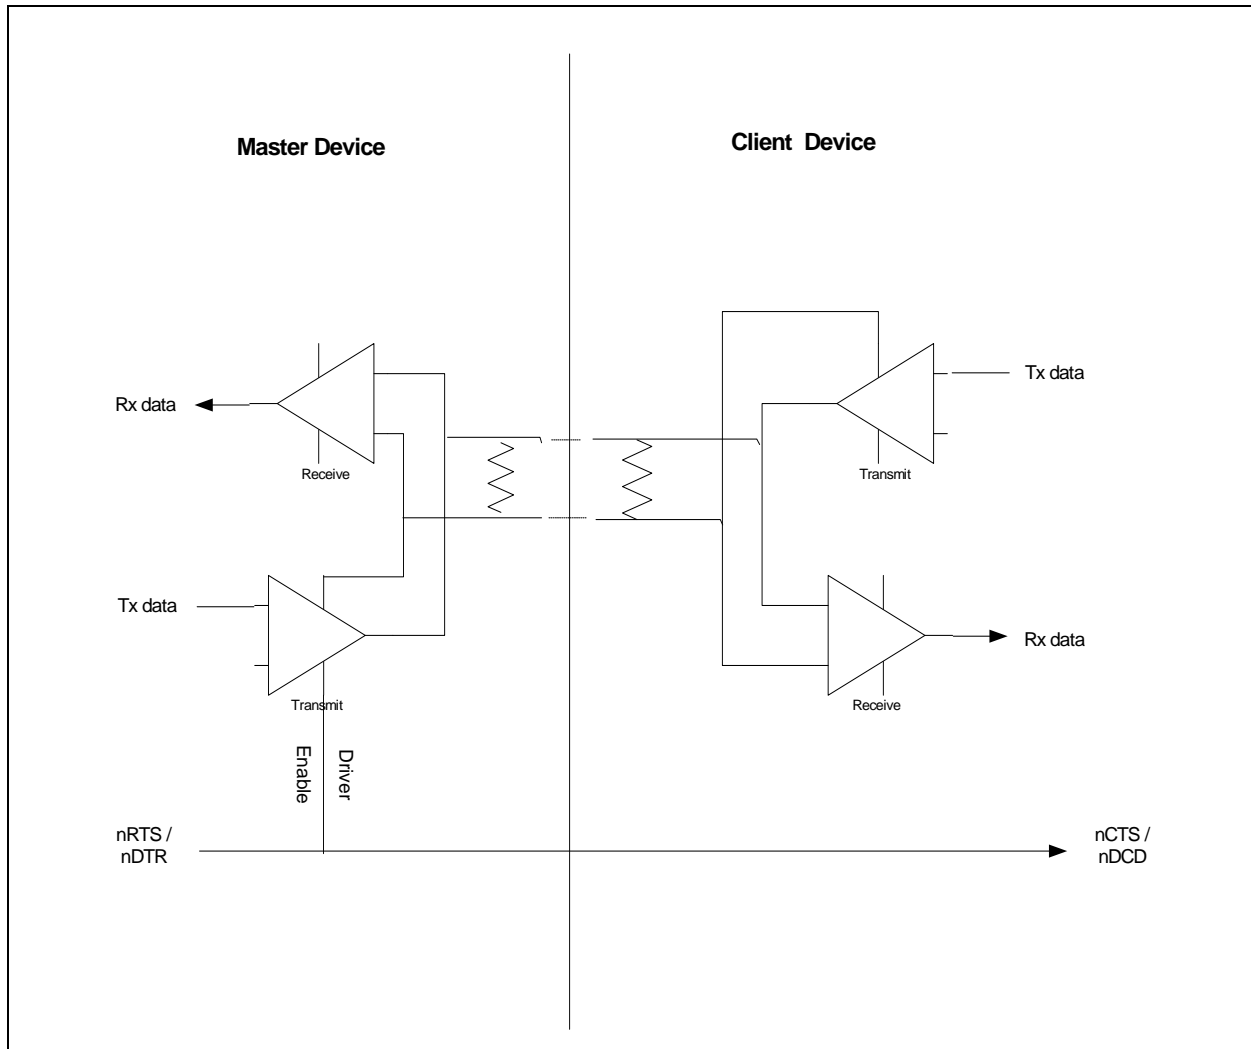 Master Device
Client Device
Rx data
Receive
Tx data
Transmit
Tx data
Transmit
Rx data
Receive
Driver
Enable
nRTS /
nDTR
nCTS /
nDCD